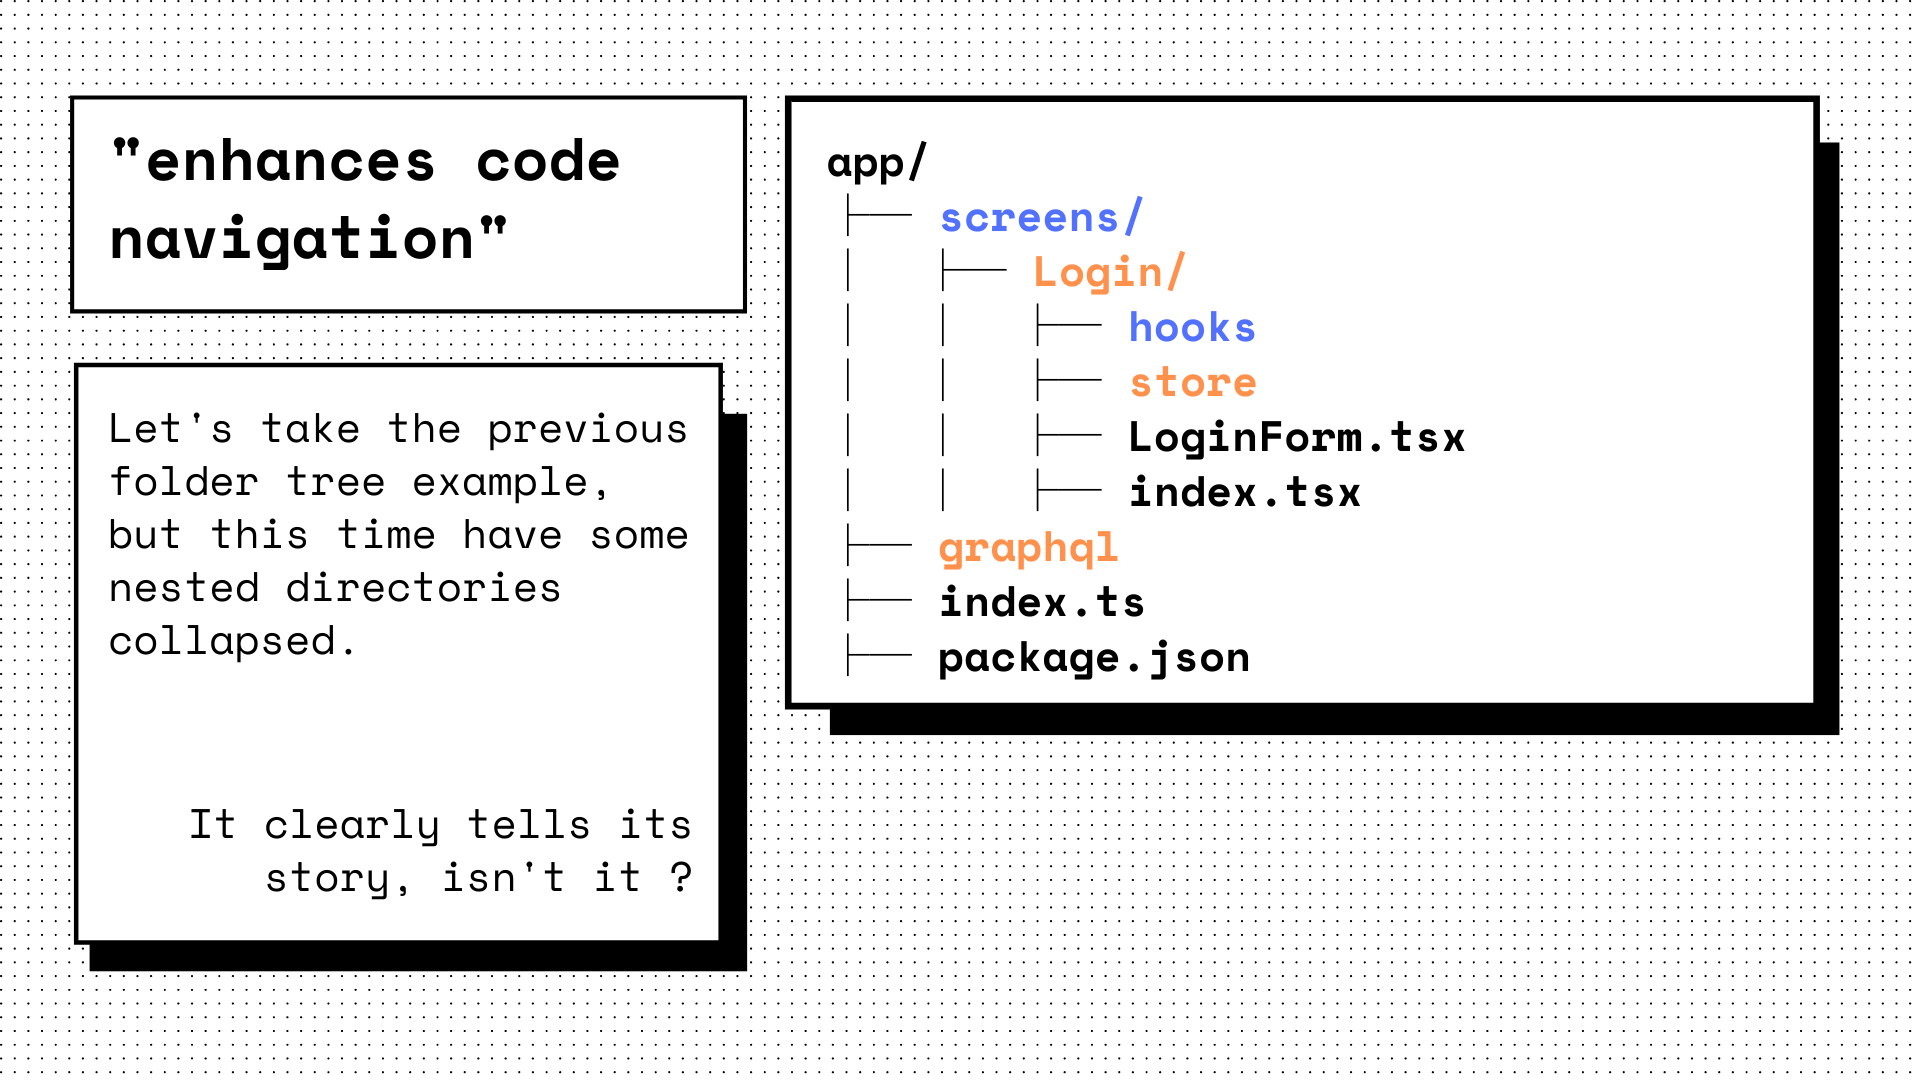 "enhances code
navigation"
Let's take the previous
folder tree example,
but this time have some
nested directories
collapsed.
It clearly tells its
story, isn't it ?
app/
├── screens/
│   ├── Login/
│   │   ├── hooks
│   │   ├── store
│   │   ├── LoginForm.tsx
│   │   ├── index.tsx
├── graphql
├── index.ts
├── package.json